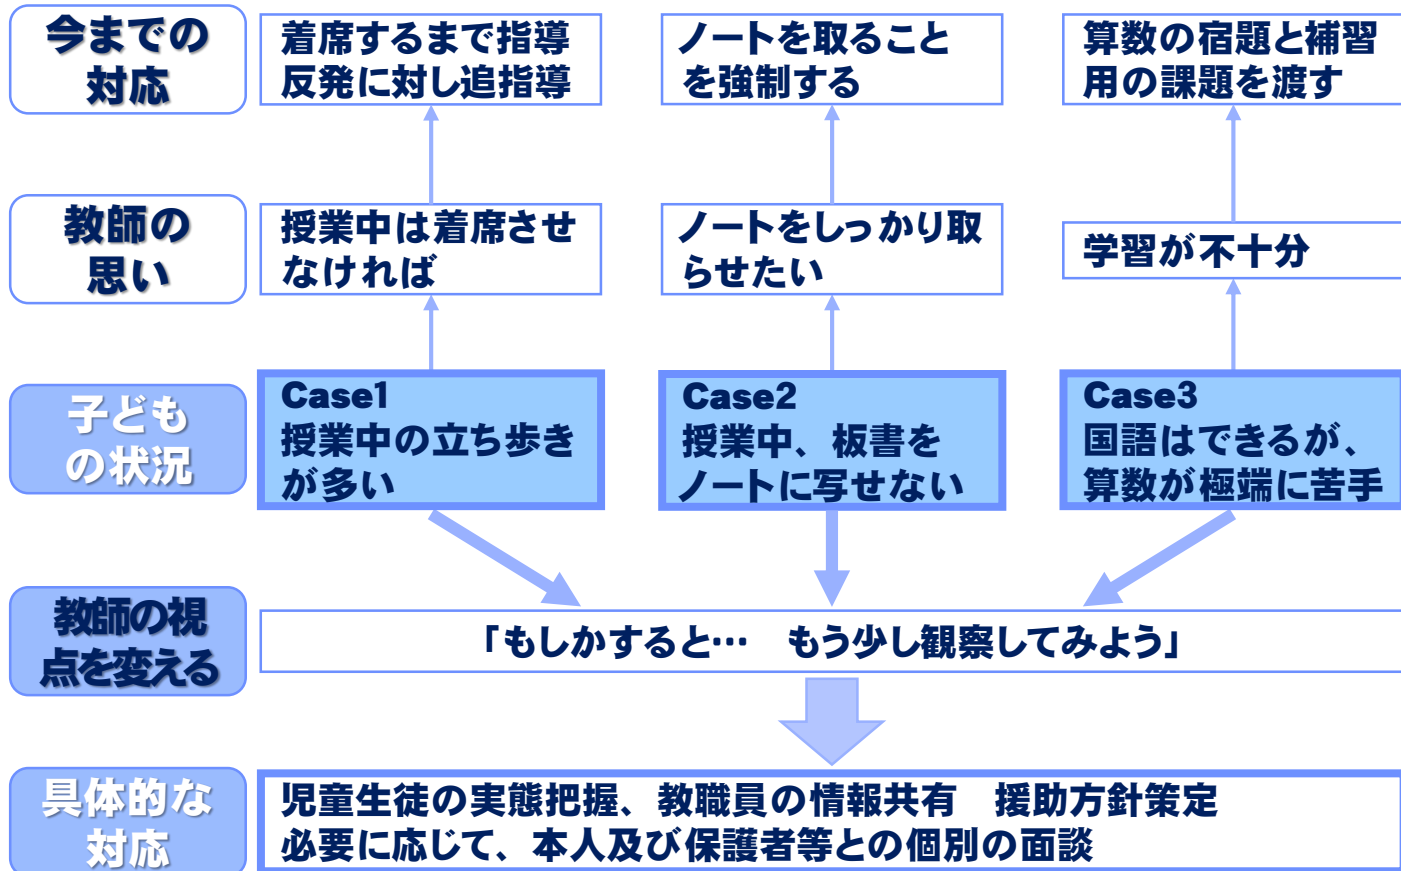 今までの
対応
着席するまで指導
反発に対し追指導
ノートを取ること
を強制する
算数の宿題と補習
用の課題を渡す
教師の
思い
授業中は着席させ
なければ
ノートをしっかり取
らせたい
学習が不十分
子ども
の状況
Case1
授業中の立ち歩き
が多い
Case2
授業中、板書を
ノートに写せない
Case3
国語はできるが、
算数が極端に苦手
教師の視
点を変える
「もしかすると… もう少し観察してみよう」
具体的な
対応
児童生徒の実態把握、教職員の情報共有　援助方針策定
必要に応じて、本人及び保護者等との個別の面談